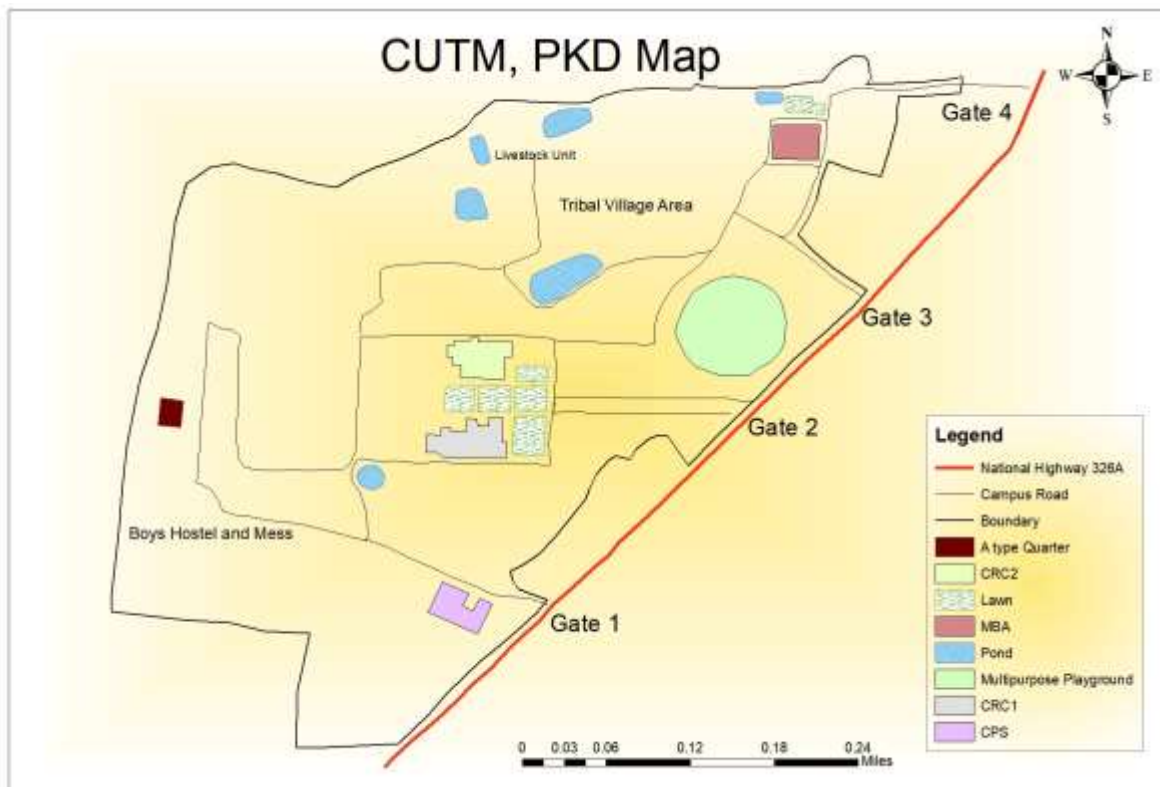 CUTM, PKD Map
N
W E
S
Gate 4
Livestock Unit
Tribal Village Area
Gate 3
Gate 2
Boys Hostel and Mess
Gate 1
Legend
National Highway 326A
Campus Road
Boundary
A type Quarter
CRC2
Lawn
MBA
Pond
Multipurpose Playground
CRC1
CPS
0 0.03 0.06 0.12 0.18 0.24
Miles